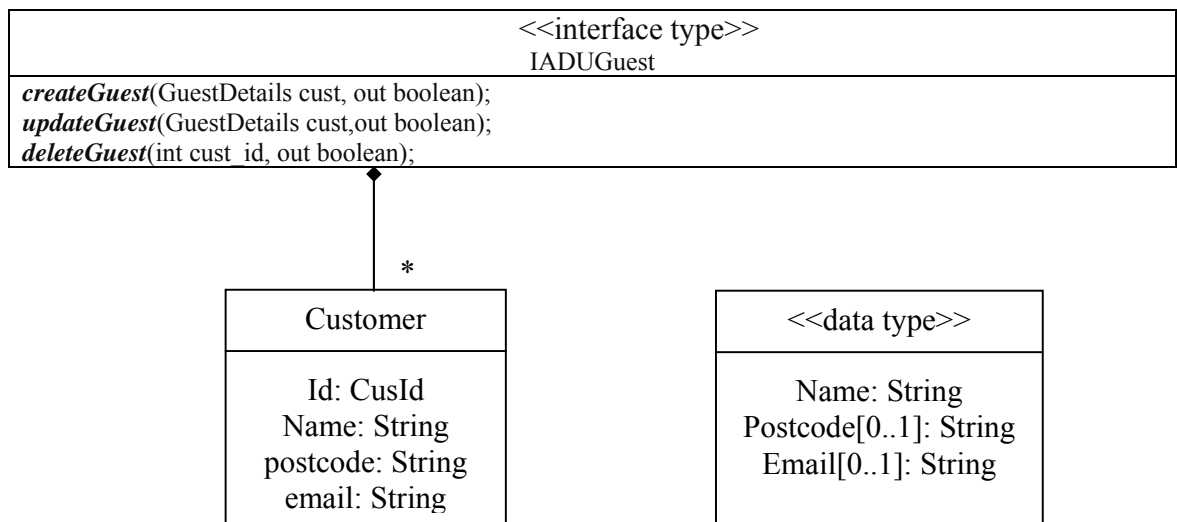 <<interface type>>
IADUGuest
createGuest(GuestDetails cust, out boolean);
updateGuest(GuestDetails cust,out boolean);
deleteGuest(int cust_id, out boolean);
*
Customer
Id: CusId
Name: String
postcode: String
email: String
<<data type>>
Name: String
Postcode[0..1]: String
Email[0..1]: String